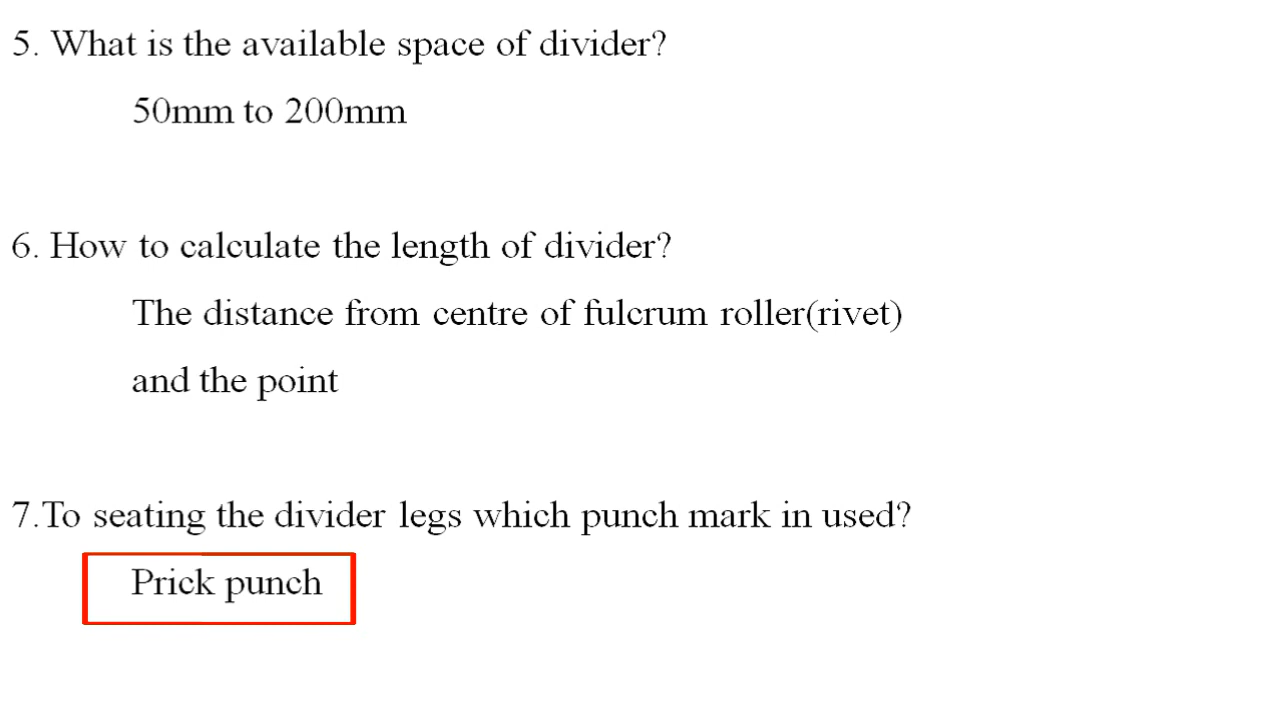 5. What is the available space of divider?
50mm to 200mm
6. How to calculate the length of divider?
The distance from centre of fulcrum roller(rivet)
and the point
7.To seating the divider legs which punch mark in used?
Prick punch